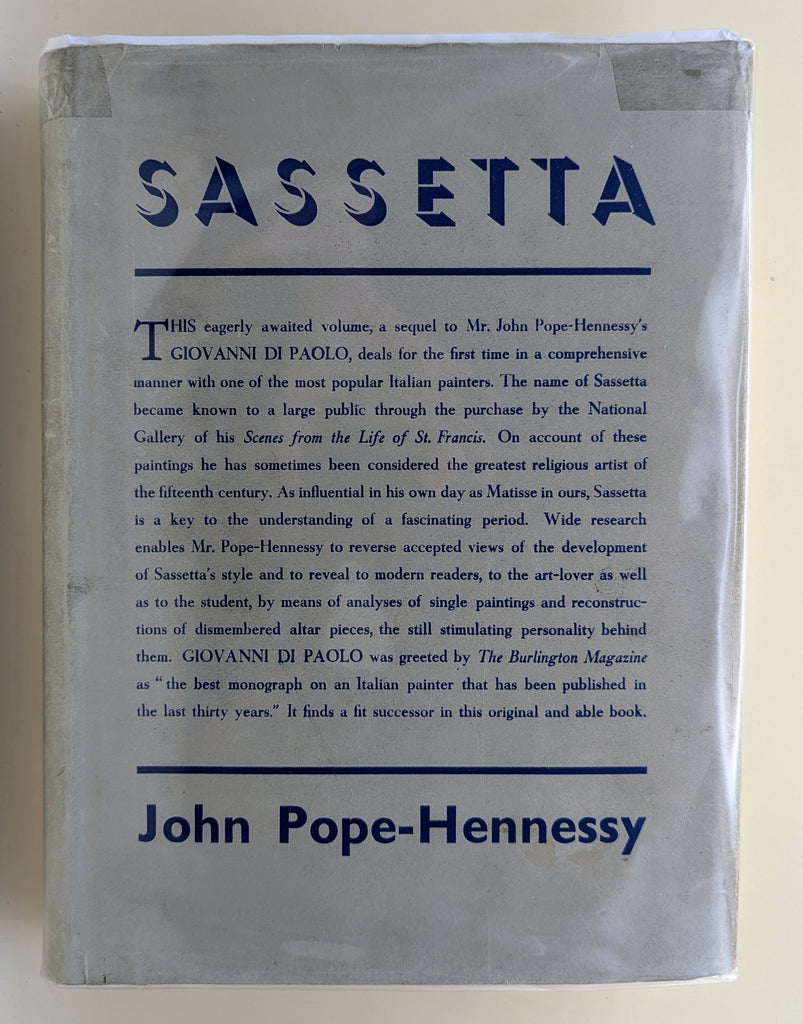 SASSETTA
THIS eagerly awaited volume, a sequel to Mr. John Pope-Hennessy's
GIOVANNI DI PAOLO, deals for the first time in a comprehensive
manner with one of the most popular Italian painters. The name of Sassetta
became known to a large public through the purchase by the National
Gallery of his Scenes from the Life of St. Francis. On account of these
paintings he has sometimes been considered the greatest religious artist of
the fifteenth century. As influential in his own day as Matisse in ours, Sassetta
is a key to the understanding of a fascinating period. Wide research
enables Mr. Pope-Hennessy to reverse accepted views of the development
of Sassetta's style and to reveal to modern readers, to the art-lover as well
as to the student, by means of analyses of single paintings and reconstruc-
tions of dismembered altar pieces, the still stimulating personality behind
them. GIOVANNI DI PAOLO was greeted by The Burlington Magazine
as "the best monograph on an Italian painter that has been published in
the last thirty years." It finds a fit successor in this original and able book.
John Pope-Hennessy